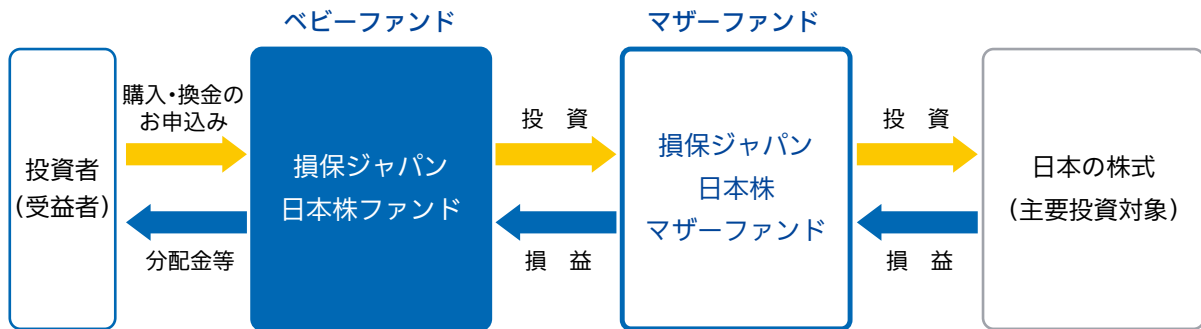 ベビーファンド
マザーファンド
投資者
(受益者)
購入・換金の
お申込み
分配金等
損保ジャパン
日本株ファンド
投　資
損　益
損保ジャパン
日本株
マザーファンド
投　資
損　益
日本の株式
(主要投資対象)